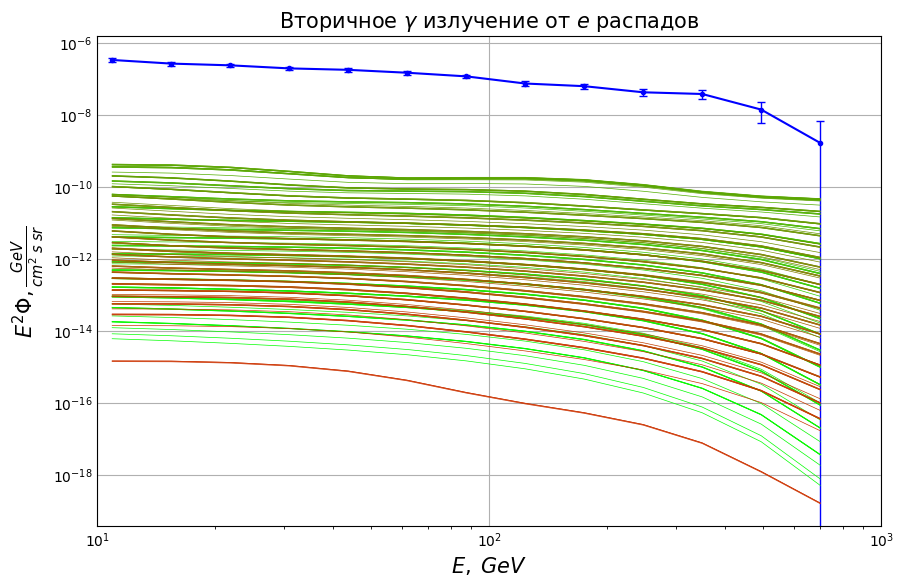 Вторичное γ излучение от e распадов
10⁻⁶
10⁻⁸
10⁻¹⁰
10⁻¹²
10⁻¹⁴
10⁻¹⁶
10⁻¹⁸
E²Φ, GeV / cm² s sr
10¹ 10² 10³
E, GeV